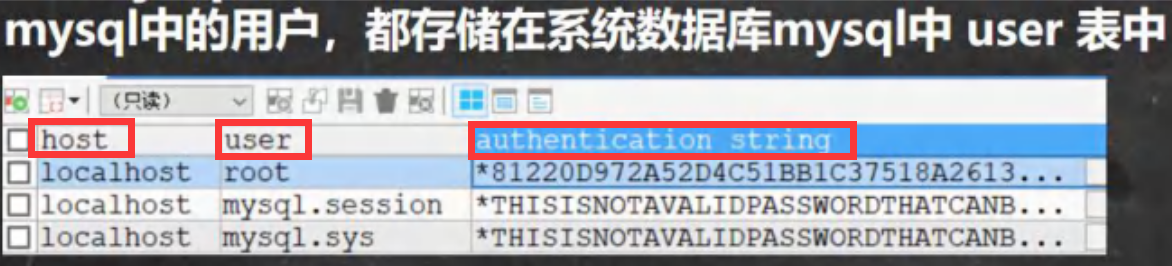 mysql中的用户，都存储在系统数据库mysql中 user 表中
（只读）
host user authentication string
localhost root *81220D972A52D4C51BB1C37518A2613...
localhost mysql.session *THISISNOTAVALIDPASSWORDTHATCANB...
localhost mysql.sys *THISISNOTAVALIDPASSWORDTHATCANB...